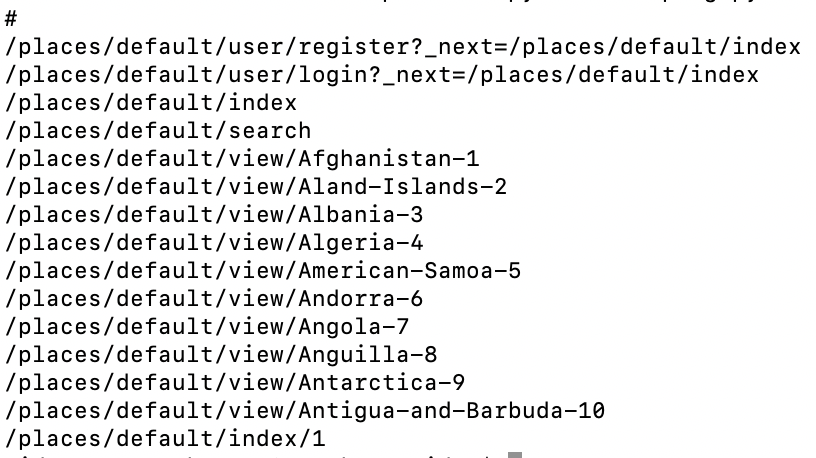 #
/places/default/user/register?_next=/places/default/index
/places/default/user/login?_next=/places/default/index
/places/default/index
/places/default/search
/places/default/view/Afghanistan-1
/places/default/view/Aland-Islands-2
/places/default/view/Albania-3
/places/default/view/Algeria-4
/places/default/view/American-Samoa-5
/places/default/view/Andorra-6
/places/default/view/Angola-7
/places/default/view/Anguilla-8
/places/default/view/Antarctica-9
/places/default/view/Antigua-and-Barbuda-10
/places/default/index/1